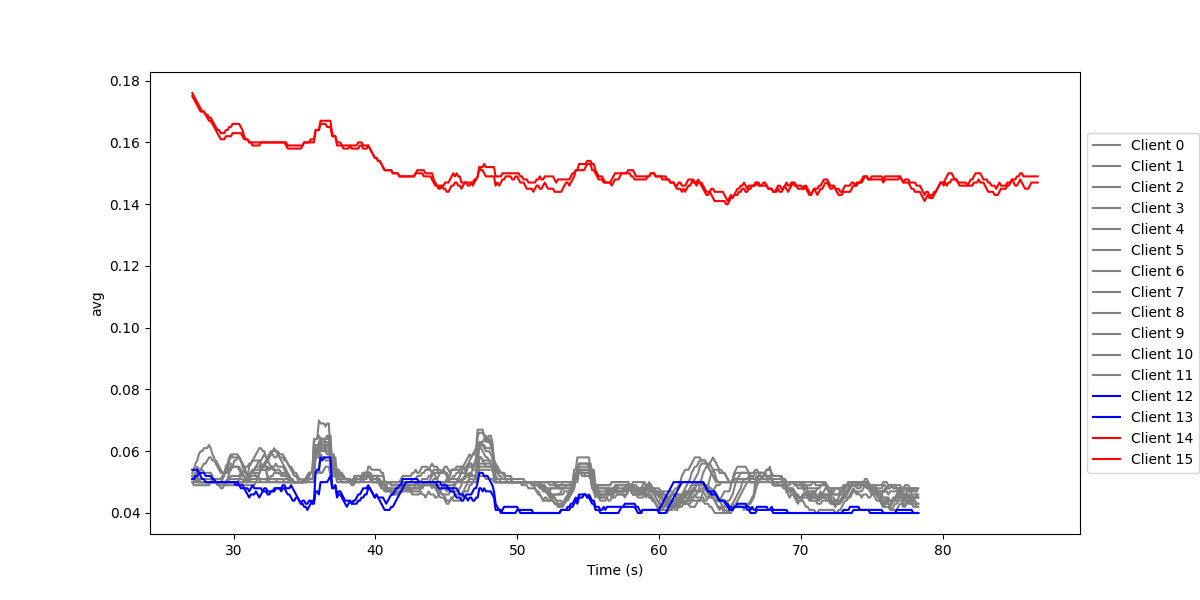 0.18
0.16
0.14
0.12
0.10
0.08
0.06
0.04
avg
30 40 50 60 70 80
Time (s)
Client 0
Client 1
Client 2
Client 3
Client 4
Client 5
Client 6
Client 7
Client 8
Client 9
Client 10
Client 11
Client 12
Client 13
Client 14
Client 15